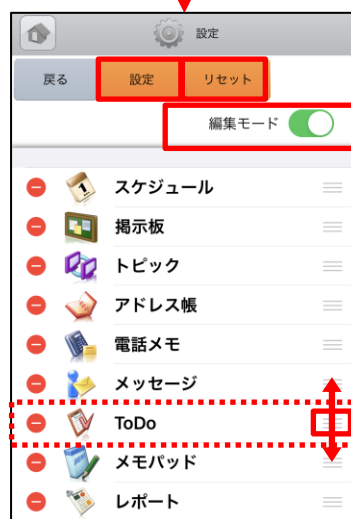 設定
戻る 設定 リセット
編集モード
スケジュール
掲示板
トピック
アドレス帳
電話メモ
メッセージ
ToDo
メモパッド
レポート